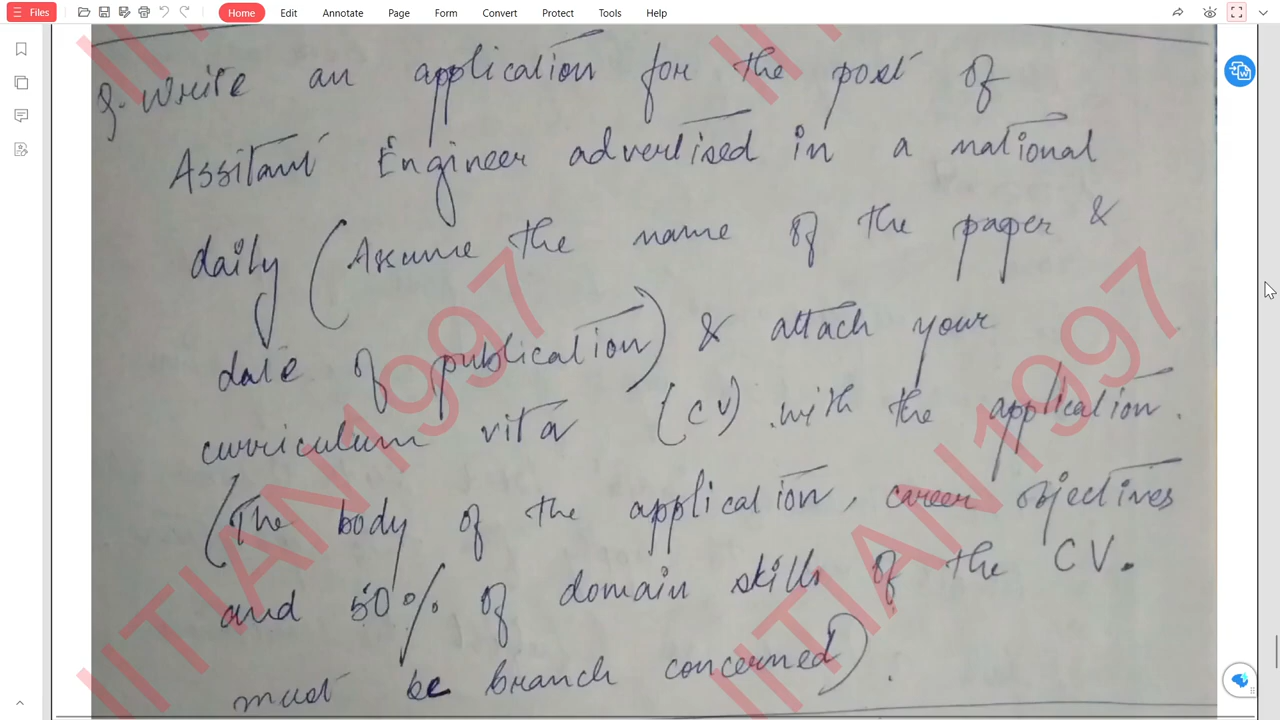 Files
Home
Edit
Annotate
Page
Form
Convert
Protect
Tools
Help
Q. Write an application for the post of
Assitant Engineer advertised in a national
daily (Assume the name of the paper &
date of publication) & attach your
curriculum vita (CV) with the application.
(The body of the application, career objectives
and 50% of domain skills of the CV.
must be branch concerned).
IITIAN1997
IITIAN1997